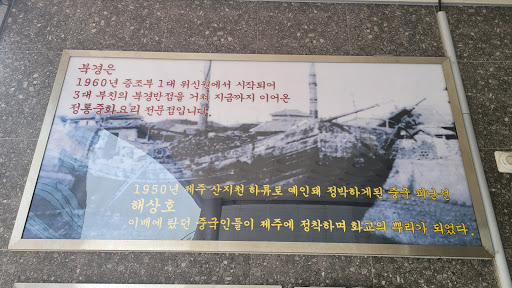 북경은
1960년 증조부 1대 위신원에서 시작되어
3대 부친의 북경반점을 거쳐 지금까지 이어온
정통중화요리 전문점입니다.
1950년 제주 산지천 하류로 예인돼 정박하게된 중국 피난선
해상호
이배에 탔던 중국인들이 제주에 정착하며 화교의 뿌리가 되었다.